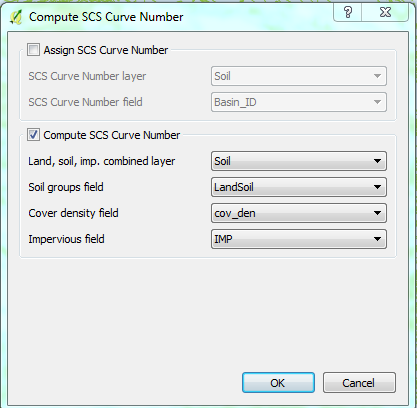 Compute SCS Curve Number
Assign SCS Curve Number
SCS Curve Number layer Soil
SCS Curve Number field Basin_ID
Compute SCS Curve Number
Land, soil, imp. combined layer Soil
Soil groups field LandSoil
Cover density field cov_den
Impervious field IMP
OK Cancel